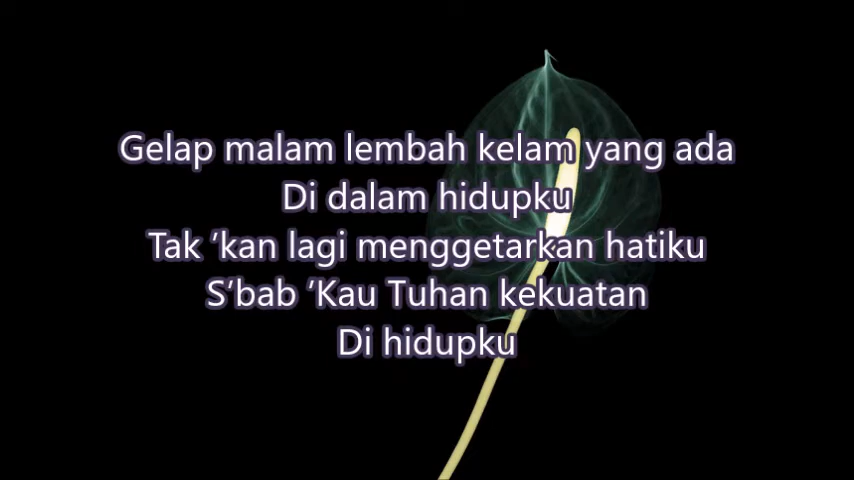 Gelap malam lembah kelam yang ada
Di dalam hidupku
Tak ’kan lagi menggetarkan hatiku
S’bab ’Kau Tuhan kekuatan
Di hidupku